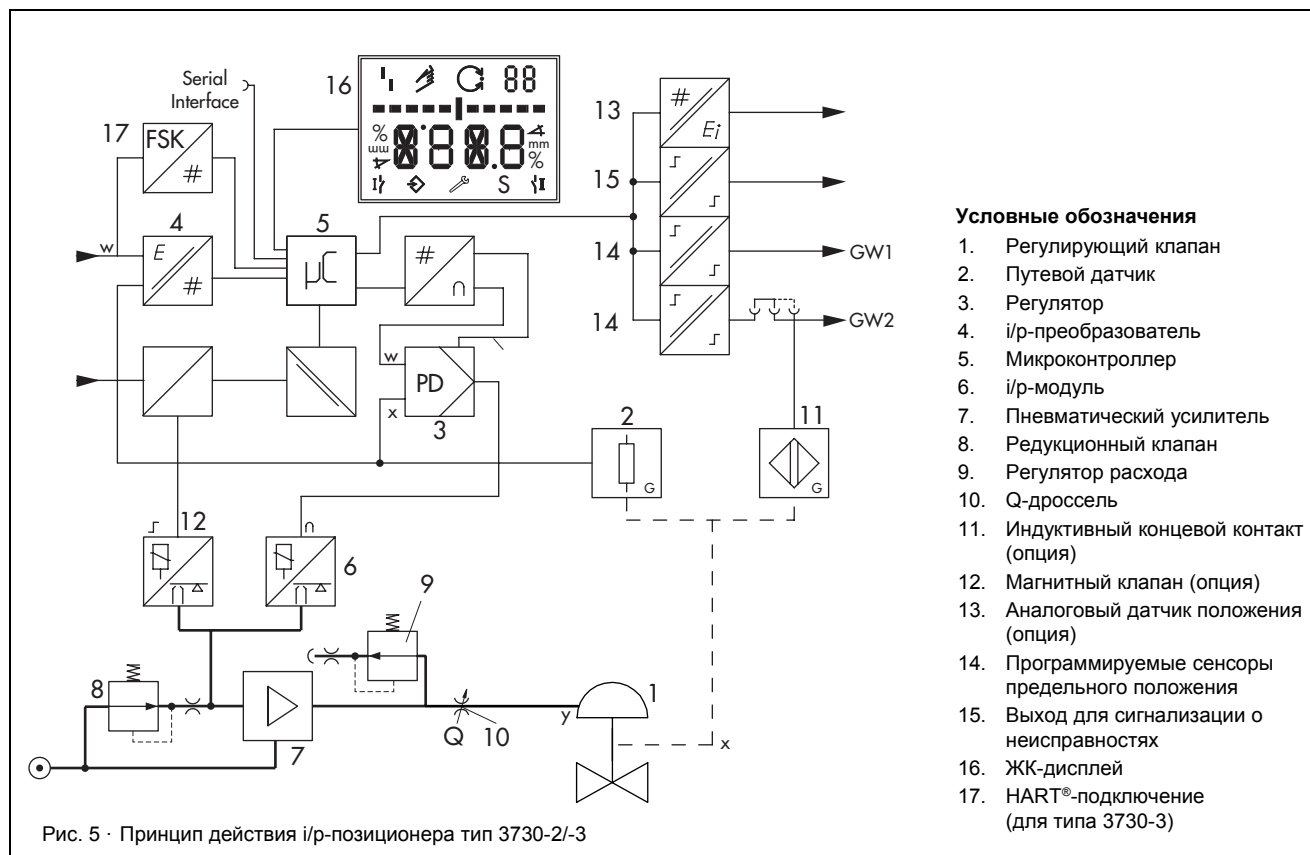 Serial
Interface
16
88
%
mm
8 8 8.8
mm
%
S
17
FSK
#
w
4
E
#
5
µC
#
∩
w
PD
x
3
13
#
Ei
15
14
GW1
14
GW2
2
G
11
G
12
∩
6
9
8
7
Q
10
y
1
x
Рис. 5 · Принцип действия i/p-позиционера тип 3730-2/-3
Условные обозначения
1. Регулирующий клапан
2. Путевой датчик
3. Регулятор
4. i/p-преобразователь
5. Микроконтроллер
6. i/p-модуль
7. Пневматический усилитель
8. Редукционный клапан
9. Регулятор расхода
10. Q-дроссель
11. Индуктивный концевой контакт
(опция)
12. Магнитный клапан (опция)
13. Аналоговый датчик положения
(опция)
14. Программируемые сенсоры
предельного положения
15. Выход для сигнализации о
неисправностях
16. ЖК-дисплей
17. HART®-подключение
(для типа 3730-3)